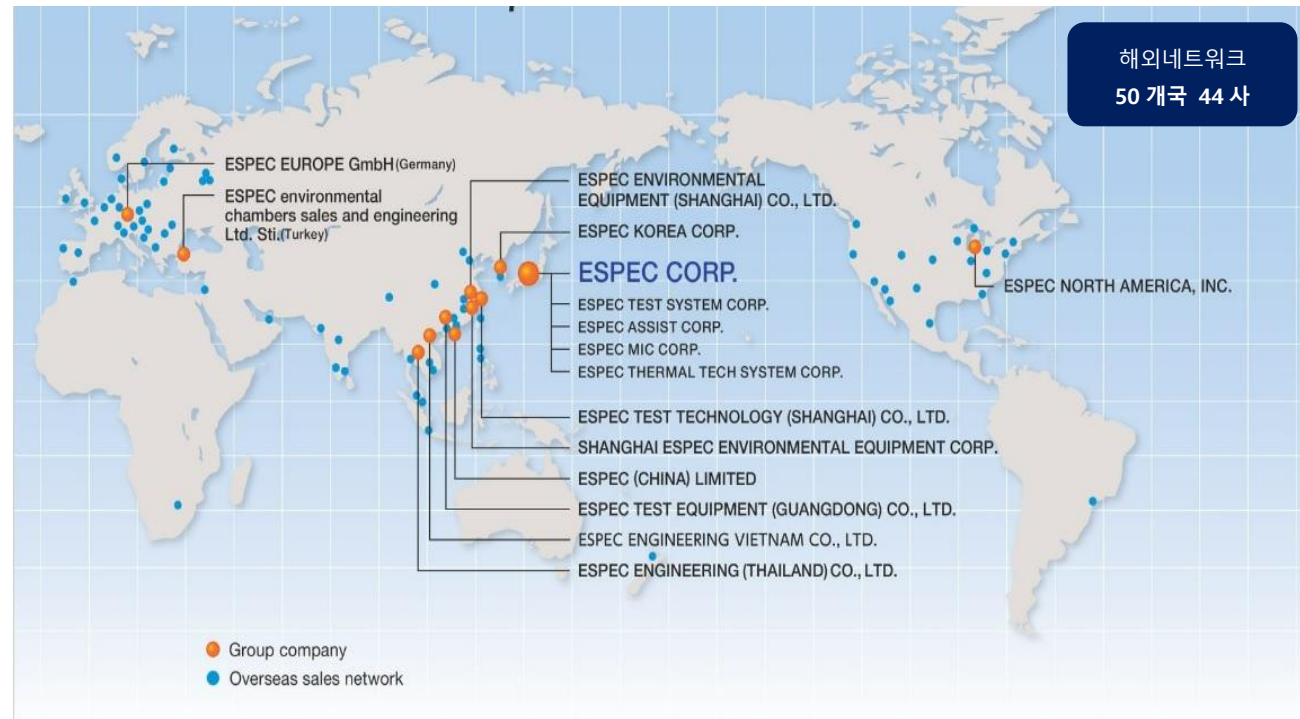 해외네트워크
50 개국 44 사
ESPEC EUROPE GmbH(Germany)
ESPEC environmental
chambers sales and engineering
Ltd. Sti.(Turkey)
ESPEC ENVIRONMENTAL
EQUIPMENT (SHANGHAI) CO., LTD.
ESPEC KOREA CORP.
ESPEC CORP.
ESPEC TEST SYSTEM CORP.
ESPEC ASSIST CORP.
ESPEC MIC CORP.
ESPEC THERMAL TECH SYSTEM CORP.
ESPEC NORTH AMERICA, INC.
ESPEC TEST TECHNOLOGY (SHANGHAI) CO., LTD.
SHANGHAI ESPEC ENVIRONMENTAL EQUIPMENT CORP.
ESPEC (CHINA) LIMITED
ESPEC TEST EQUIPMENT (GUANGDONG) CO., LTD.
ESPEC ENGINEERING VIETNAM CO., LTD.
ESPEC ENGINEERING (THAILAND) CO., LTD.
Group company
Overseas sales network